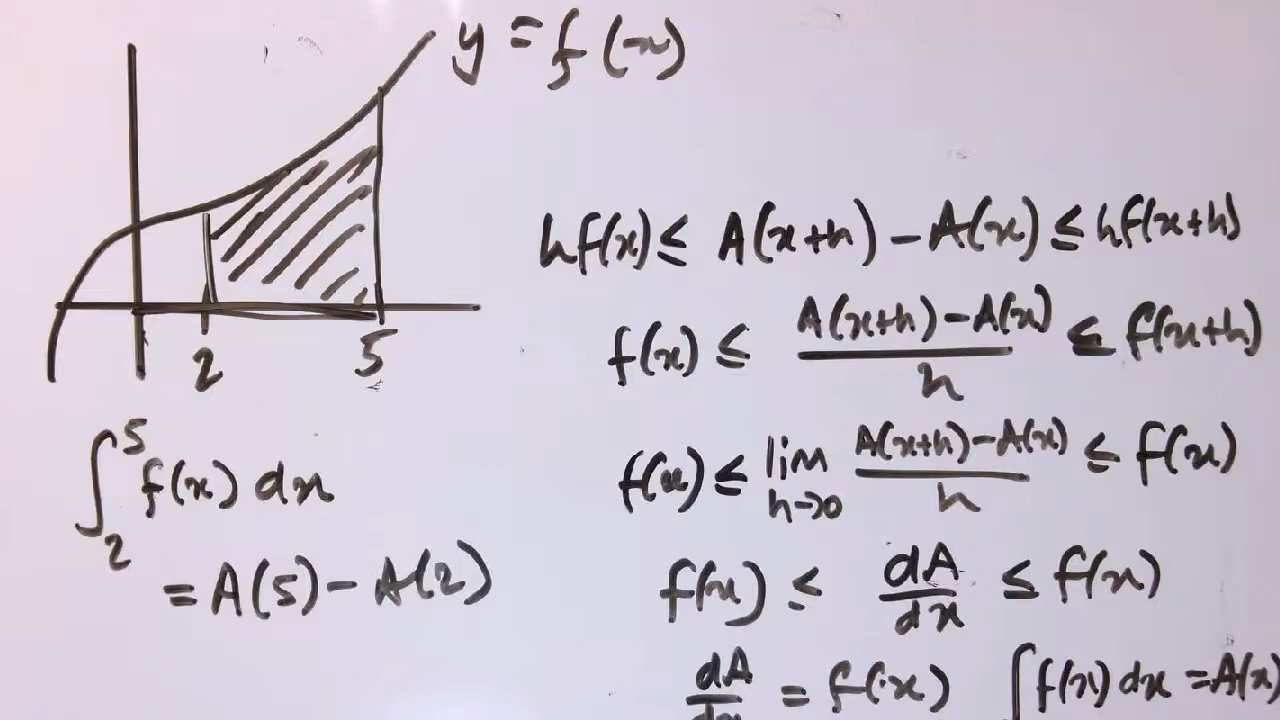 y = f(x)
2 5
∫₂⁵ f(x) dx
= A(5) - A(2)
hf(x) ≤ A(x+h) - A(x) ≤ hf(x+h)
f(x) ≤ (A(x+h) - A(x))/h ≤ f(x+h)
f(x) ≤ lim h→0 (A(x+h) - A(x))/h ≤ f(x)
f(x) ≤ dA/dx ≤ f(x)
dA/dx = f(x) ∫f(x) dx = A(x)